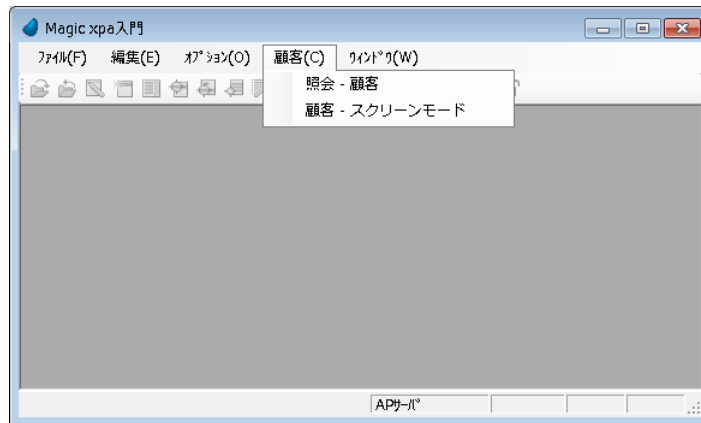 Magic xpa入門
ﾌｧｲﾙ(F) 編集(E) ｵﾌﾟｼｮﾝ(O) 顧客(C) ｳｨﾝﾄﾞｳ(W)
照会 - 顧客
顧客 - スクリーンモード
APｻｰﾊﾞ